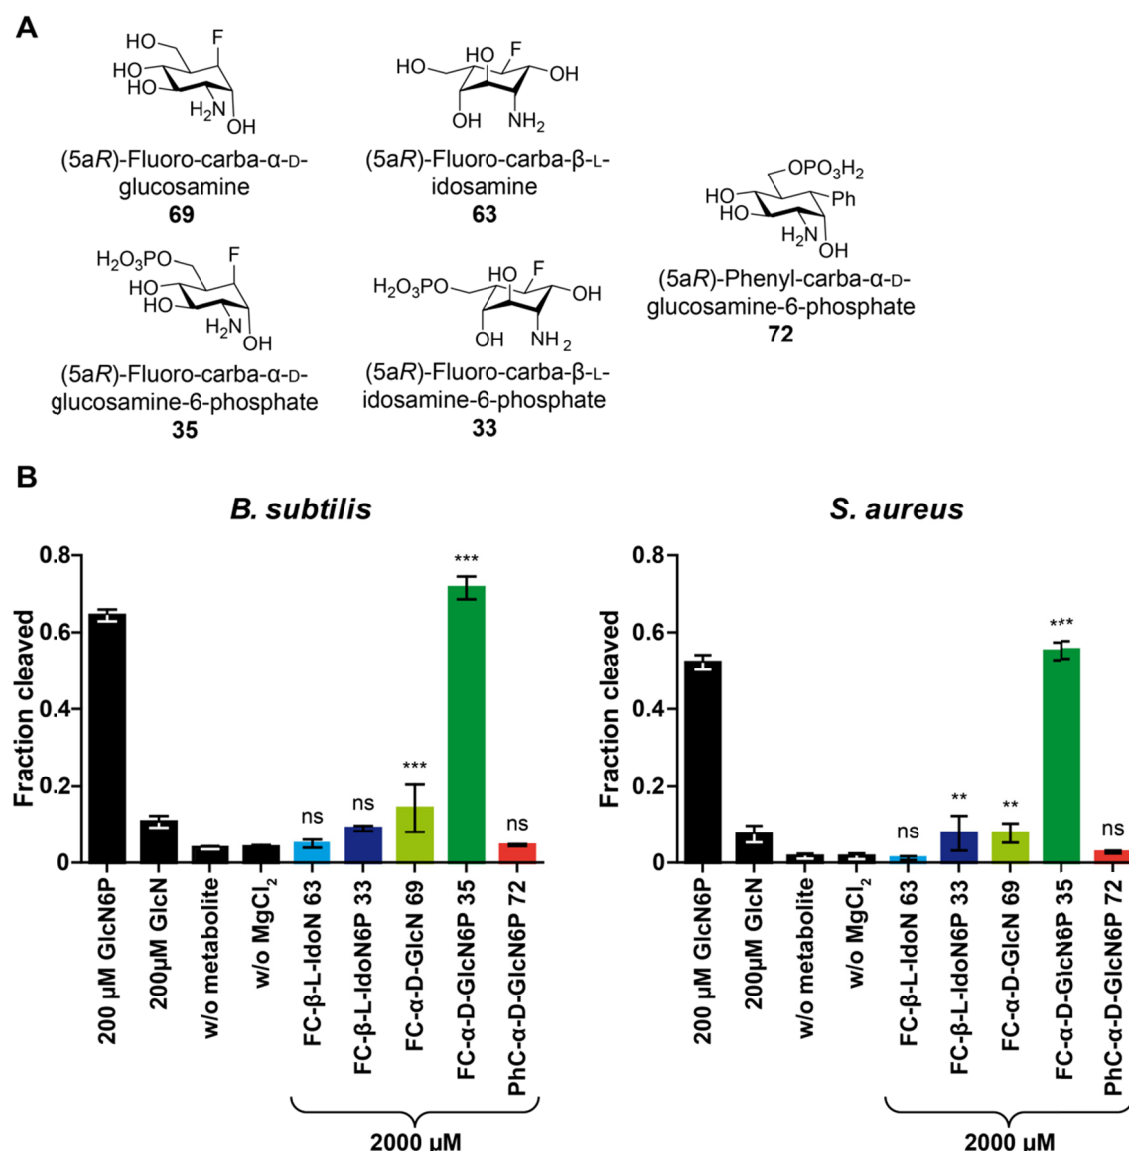 A
HO
F
HO
HO
H₂N
OH
(5aR)-Fluoro-carba-α-D-
glucosamine
69
HO
HO
F
OH
OH
NH₂
(5aR)-Fluoro-carba-β-L-
idosamine
63
H₂O₃PO
F
HO
HO
H₂N
OH
(5aR)-Fluoro-carba-α-D-
glucosamine-6-phosphate
35
H₂O₃PO
HO
F
OH
OH
NH₂
(5aR)-Fluoro-carba-β-L-
idosamine-6-phosphate
33
OPO₃H₂
HO
HO
Ph
H₂N
OH
(5aR)-Phenyl-carba-α-D-
glucosamine-6-phosphate
72
B
B. subtilis
Fraction cleaved
0.8
0.6
0.4
0.2
0
ns
ns
***
***
ns
200 µM GlcN6P
200µM GlcN
w/o metabolite
w/o MgCl₂
FC-β-L-IdoN 63
FC-β-L-IdoN6P 33
FC-α-D-GlcN 69
FC-α-D-GlcN6P 35
PhC-α-D-GlcN6P 72
2000 µM
S. aureus
Fraction cleaved
0.8
0.6
0.4
0.2
0
ns
**
**
***
ns
200 µM GlcN6P
200µM GlcN
w/o metabolite
w/o MgCl₂
FC-β-L-IdoN 63
FC-β-L-IdoN6P 33
FC-α-D-GlcN 69
FC-α-D-GlcN6P 35
PhC-α-D-GlcN6P 72
2000 µM